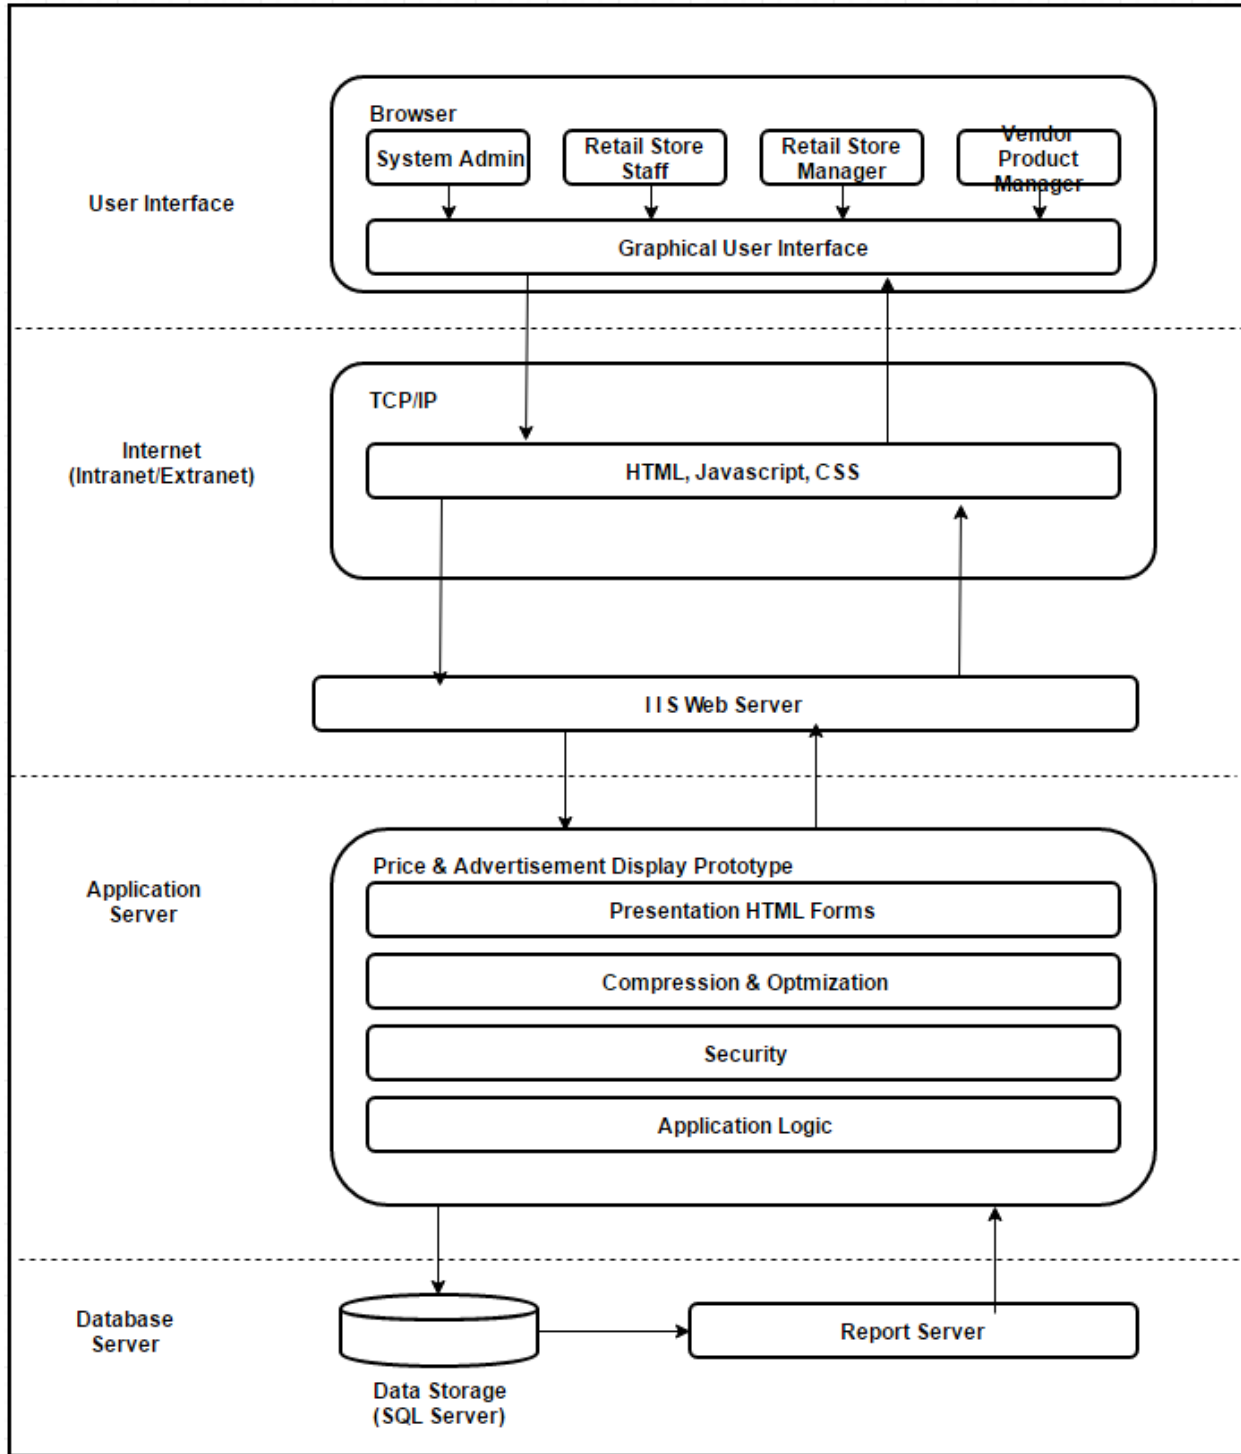 Browser
System Admin
Retail Store
Staff
Retail Store
Manager
Vendor
Product
Manager
User Interface
Graphical User Interface
TCP/IP
Internet
(Intranet/Extranet)
HTML, Javascript, CSS
I I S Web Server
Price & Advertisement Display Prototype
Application
Server
Presentation HTML Forms
Compression & Optmization
Security
Application Logic
Database
Server
Report Server
Data Storage
(SQL Server)